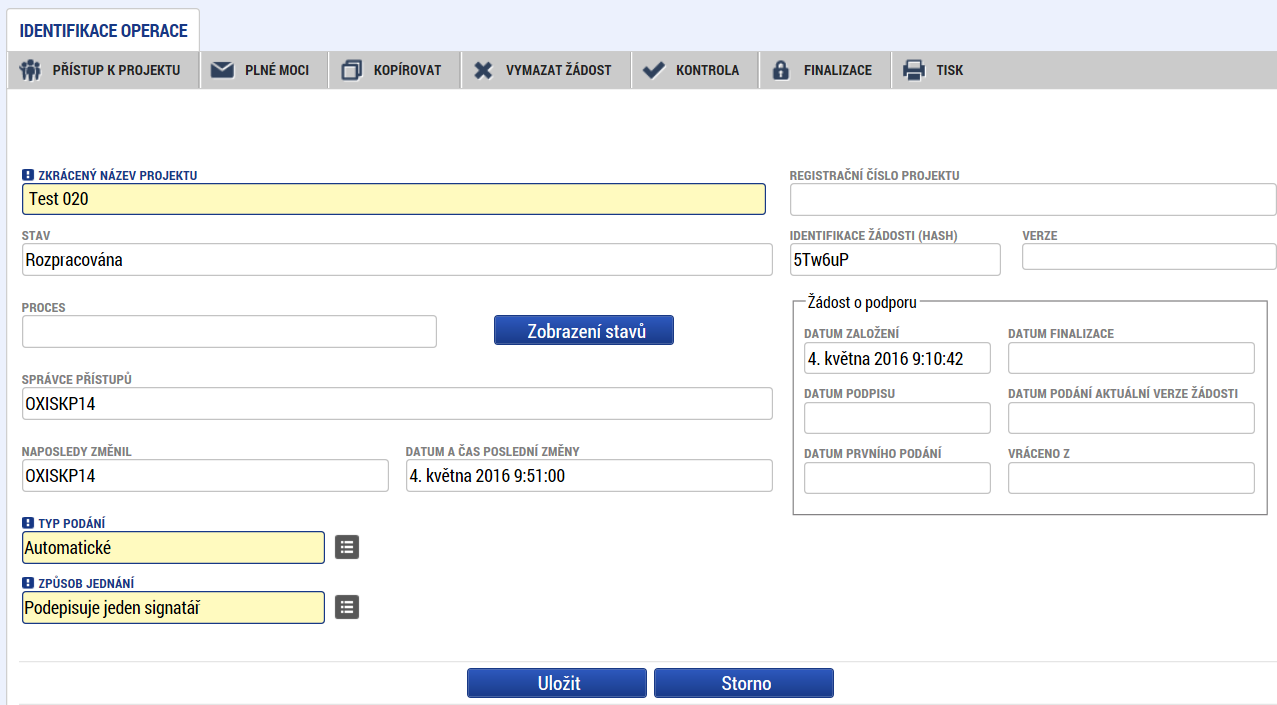 IDENTIFIKACE OPERACE
PŘÍSTUP K PROJEKTU PLNÉ MOCI KOPÍROVAT VYMAZAT ŽÁDOST KONTROLA FINALIZACE TISK
ZKRÁCENÝ NÁZEV PROJEKTU REGISTRAČNÍ ČÍSLO PROJEKTU
Test 020
STAV IDENTIFIKACE ŽÁDOSTI (HASH) VERZE
Rozpracována 5Tw6uP
Žádost o podporu
PROCES
Zobrazení stavů
DATUM ZALOŽENÍ DATUM FINALIZACE
4. května 2016 9:10:42
SPRÁVCE PŘÍSTUPŮ
OXISKP14
DATUM PODPISU DATUM PODÁNÍ AKTUÁLNÍ VERZE ŽÁDOSTI
NAPOSLEDY ZMĚNIL DATUM A ČAS POSLEDNÍ ZMĚNY
OXISKP14 4. května 2016 9:51:00
DATUM PRVNÍHO PODÁNÍ VRÁCENO Z
TYP PODÁNÍ
Automatické
ZPŮSOB JEDNÁNÍ
Podepisuje jeden signatář
Uložit Storno